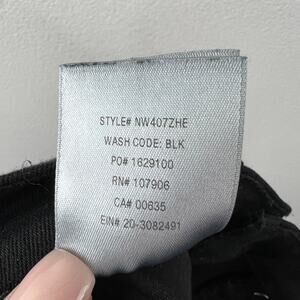 STYLE# NW407ZHE
WASH CODE: BLK
PO# 1629100
RN# 107906
CA# 00635
EIN# 20-3082491